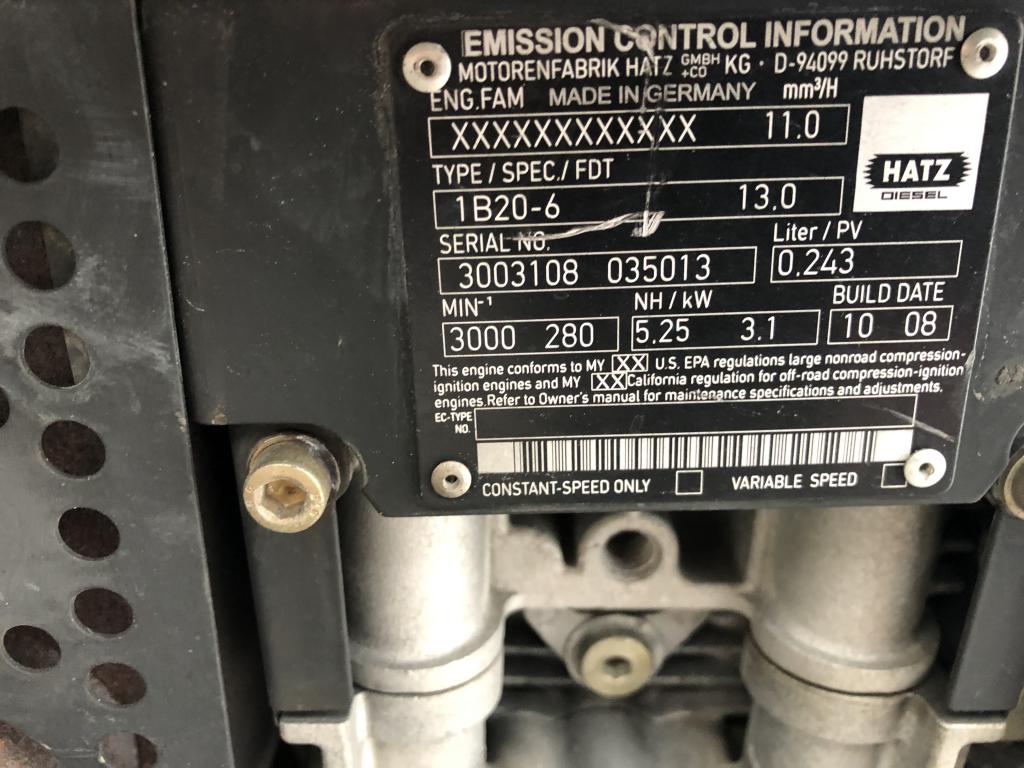 EMISSION CONTROL INFORMATION
MOTORENFABRIK HATZ GMBH +CO KG · D-94099 RUHSTORF
ENG.FAM MADE IN GERMANY mm³/H
XXXXXXXXXXXX 11.0
TYPE / SPEC./ FDT
HATZ
DIESEL
1B20-6 13.0
SERIAL NO. Liter / PV
3003108 035013 0.243
MIN⁻¹ NH / kW BUILD DATE
3000 280 5.25 3.1 10 08
This engine conforms to MY XX U.S. EPA regulations large nonroad compression-
ignition engines and MY XX California regulation for off-road compression-ignition
engines.Refer to Owner's manual for maintenance specifications and adjustments.
EC-TYPE
NO.
CONSTANT-SPEED ONLY VARIABLE SPEED